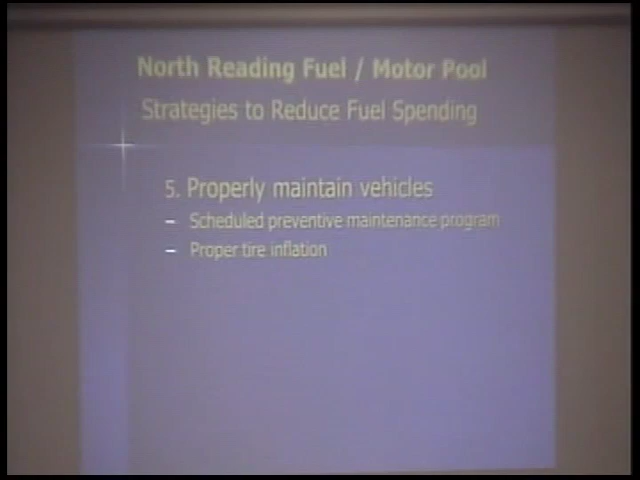 North Reading Fuel / Motor Pool
Strategies to Reduce Fuel Spending
5. Properly maintain vehicles
– Scheduled preventive maintenance program
– Proper tire inflation